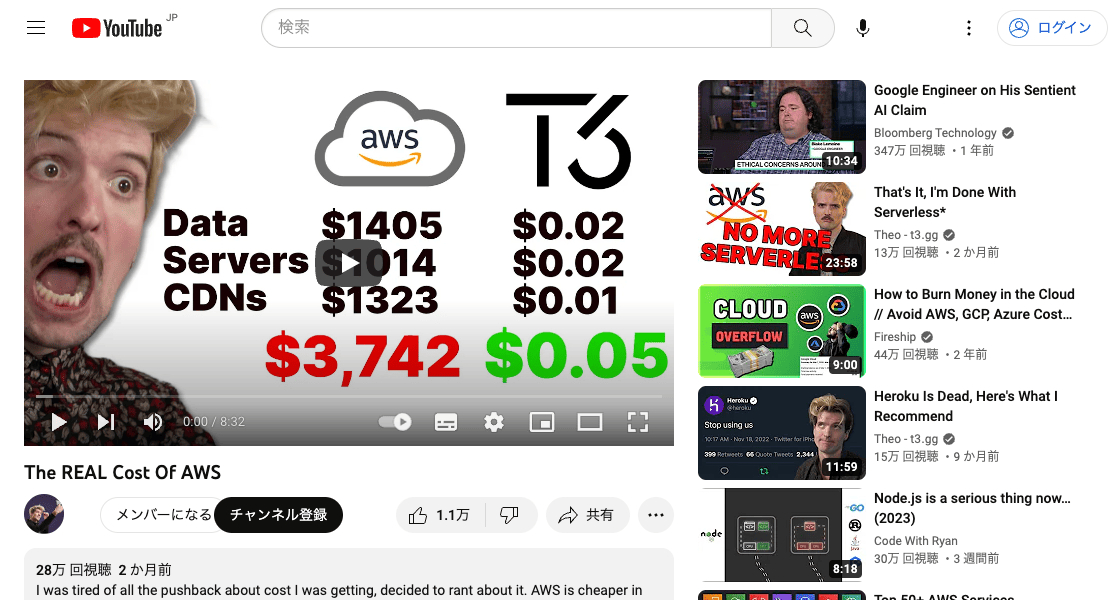 YouTube JP
検索
ログイン
aws
T3
Data $1405 $0.02
Servers $1014 $0.02
CDNs $1323 $0.01
$3,742 $0.05
0:00 / 8:32
The REAL Cost Of AWS
メンバーになる
チャンネル登録
1.1万
共有
28万 回視聴 2 か月前
I was tired of all the pushback about cost I was getting, decided to rant about it. AWS is cheaper in
Blake Lemoine
GOOGLE ENGINEER
ETHICAL CONCERNS AROUN
10:34
Google Engineer on His Sentient
AI Claim
Bloomberg Technology
347万 回視聴 ・1 年前
aws
NO MORE
SERVERLES
23:58
That's It, I'm Done With
Serverless*
Theo - t3.gg
13万 回視聴 ・2 か月前
CLOUD
OVERFLOW
aws
9:00
How to Burn Money in the Cloud
// Avoid AWS, GCP, Azure Cost...
Fireship
44万 回視聴 ・2 年前
Heroku
@heroku
Stop using us
10:17 AM · Nov 18, 2022 · Twitter for iPho
399 Retweets 66 Quote Tweets 2,344
11:59
Heroku Is Dead, Here's What I
Recommend
Theo - t3.gg
15万 回視聴 ・9 か月前
node
GO
8:18
Node.js is a serious thing now...
(2023)
Code With Ryan
30万 回視聴 ・3 週間前
Top 50+ AWS Services